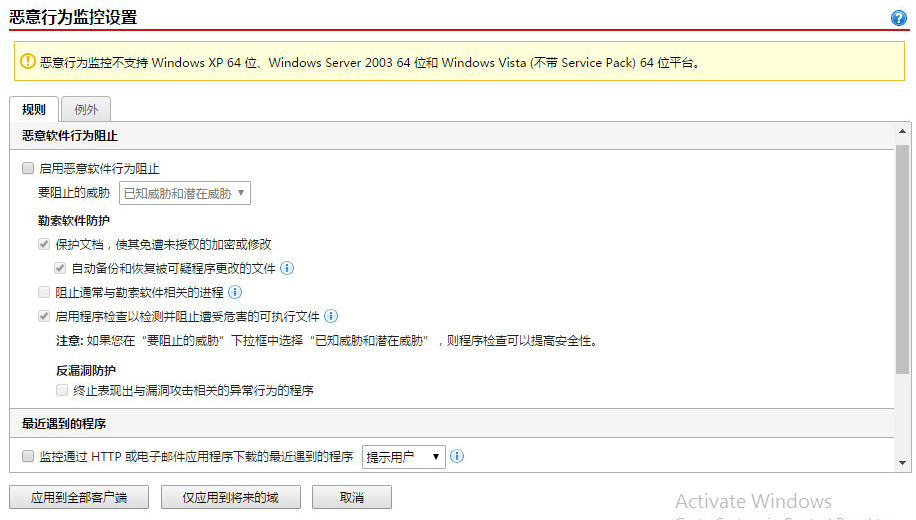 恶意行为监控设置
恶意行为监控不支持 Windows XP 64 位、Windows Server 2003 64 位和 Windows Vista (不带 Service Pack) 64 位平台。
规则 例外
恶意软件行为阻止
启用恶意软件行为阻止
要阻止的威胁 已知威胁和潜在威胁
勒索软件防护
保护文档，使其免遭未授权的加密或修改
自动备份和恢复被可疑程序更改的文件
阻止通常与勒索软件相关的进程
启用程序检查以检测并阻止遭受危害的可执行文件
注意: 如果您在“要阻止的威胁”下拉框中选择“已知威胁和潜在威胁”，则程序检查可以提高安全性。
反漏洞防护
终止表现出与漏洞攻击相关的异常行为的程序
最近遇到的程序
监控通过 HTTP 或电子邮件应用程序下载的最近遇到的程序 提示用户
应用到全部客户端 仅应用到将来的域 取消
Activate Windows